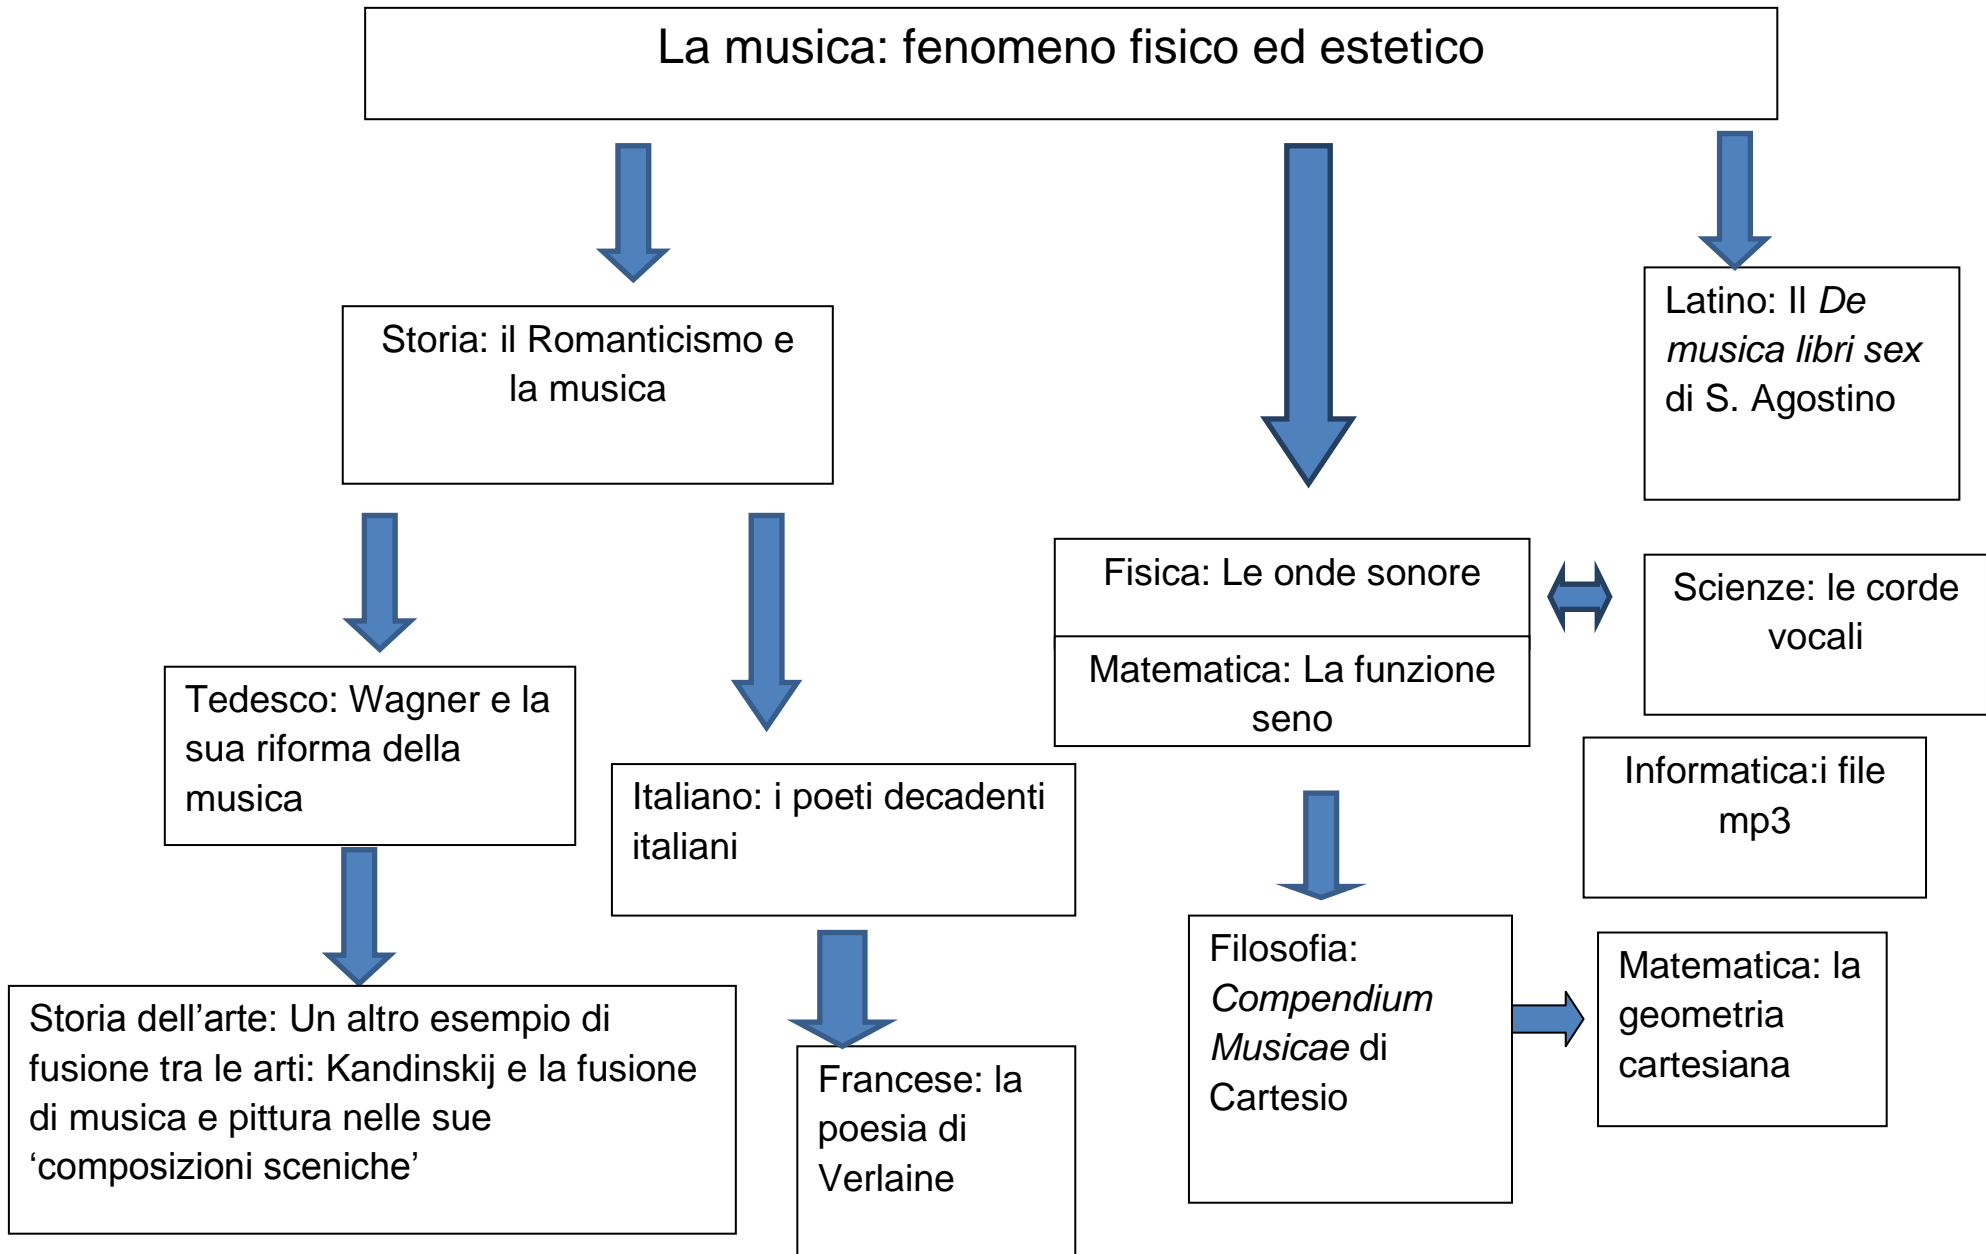 La musica: fenomeno fisico ed estetico
Storia: il Romanticismo e
la musica
Latino: Il De
musica libri sex
di S. Agostino
Fisica: Le onde sonore
Matematica: La funzione
seno
Scienze: le corde
vocali
Informatica:i file
mp3
Tedesco: Wagner e la
sua riforma della
musica
Italiano: i poeti decadenti
italiani
Storia dell’arte: Un altro esempio di
fusione tra le arti: Kandinskij e la fusione
di musica e pittura nelle sue
‘composizioni sceniche’
Francese: la
poesia di
Verlaine
Filosofia:
Compendium
Musicae di
Cartesio
Matematica: la
geometria
cartesiana